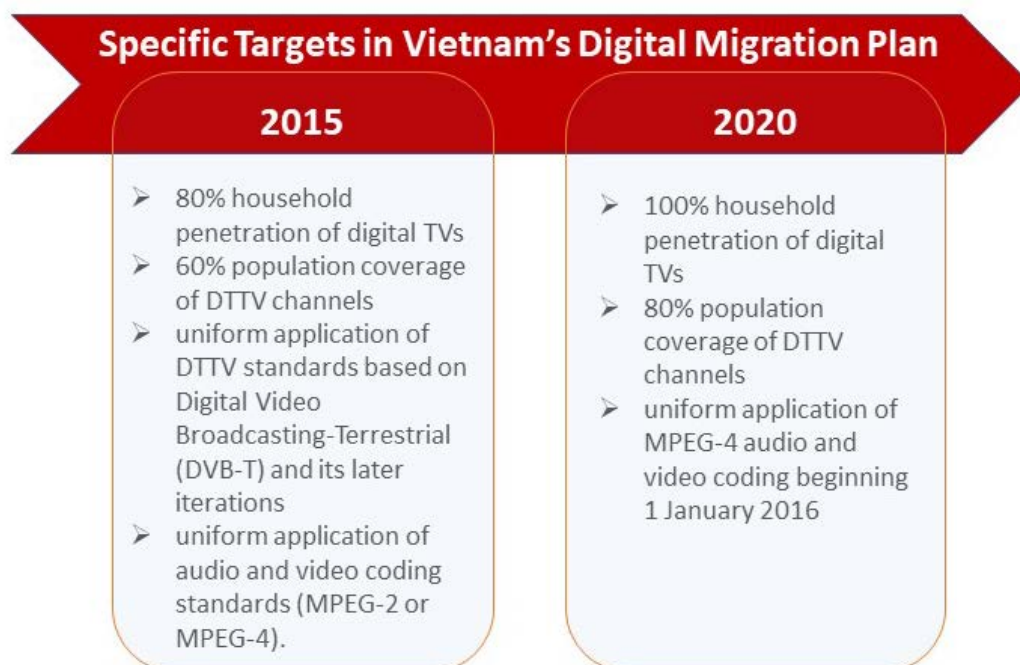 Specific Targets in Vietnam’s Digital Migration Plan
2015
80% household
penetration of digital TVs
60% population coverage
of DTTV channels
uniform application of
DTTV standards based on
Digital Video
Broadcasting-Terrestrial
(DVB-T) and its later
iterations
uniform application of
audio and video coding
standards (MPEG-2 or
MPEG-4).
2020
100% household
penetration of digital
TVs
80% population
coverage of DTTV
channels
uniform application of
MPEG-4 audio and
video coding beginning
1 January 2016